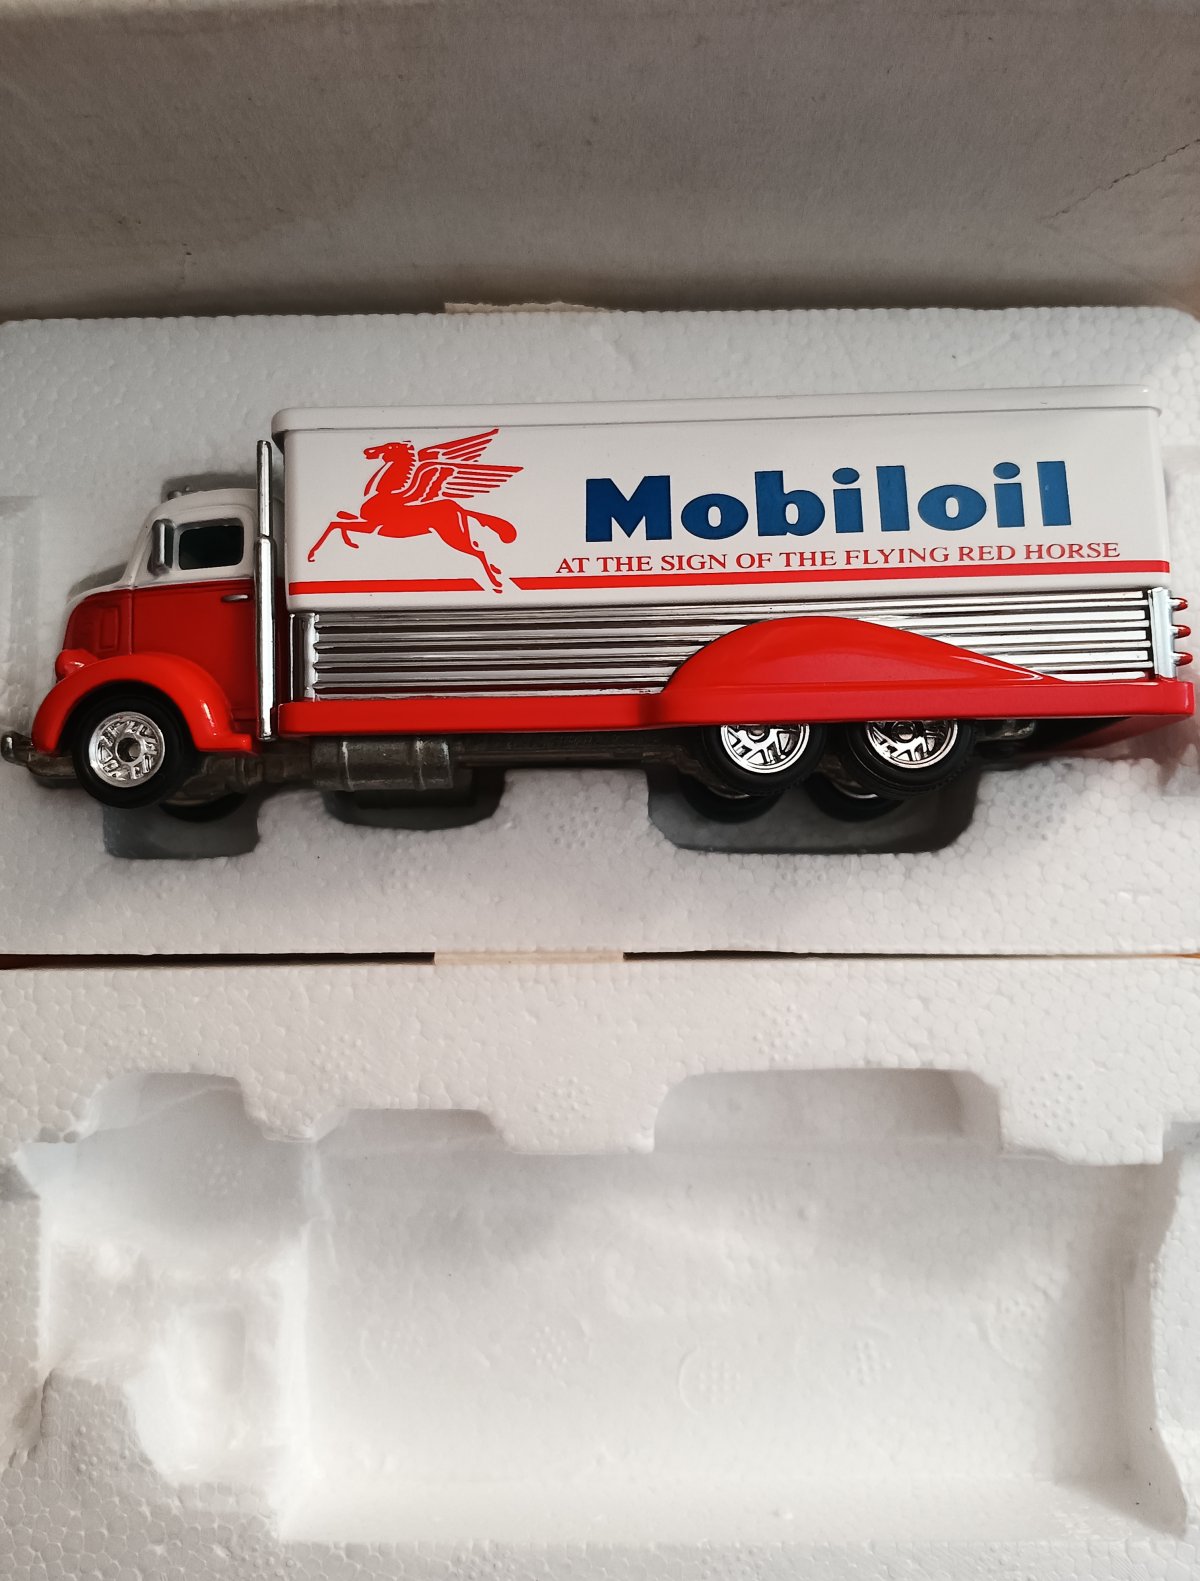 Mobiloil
AT THE SIGN OF THE FLYING RED HORSE